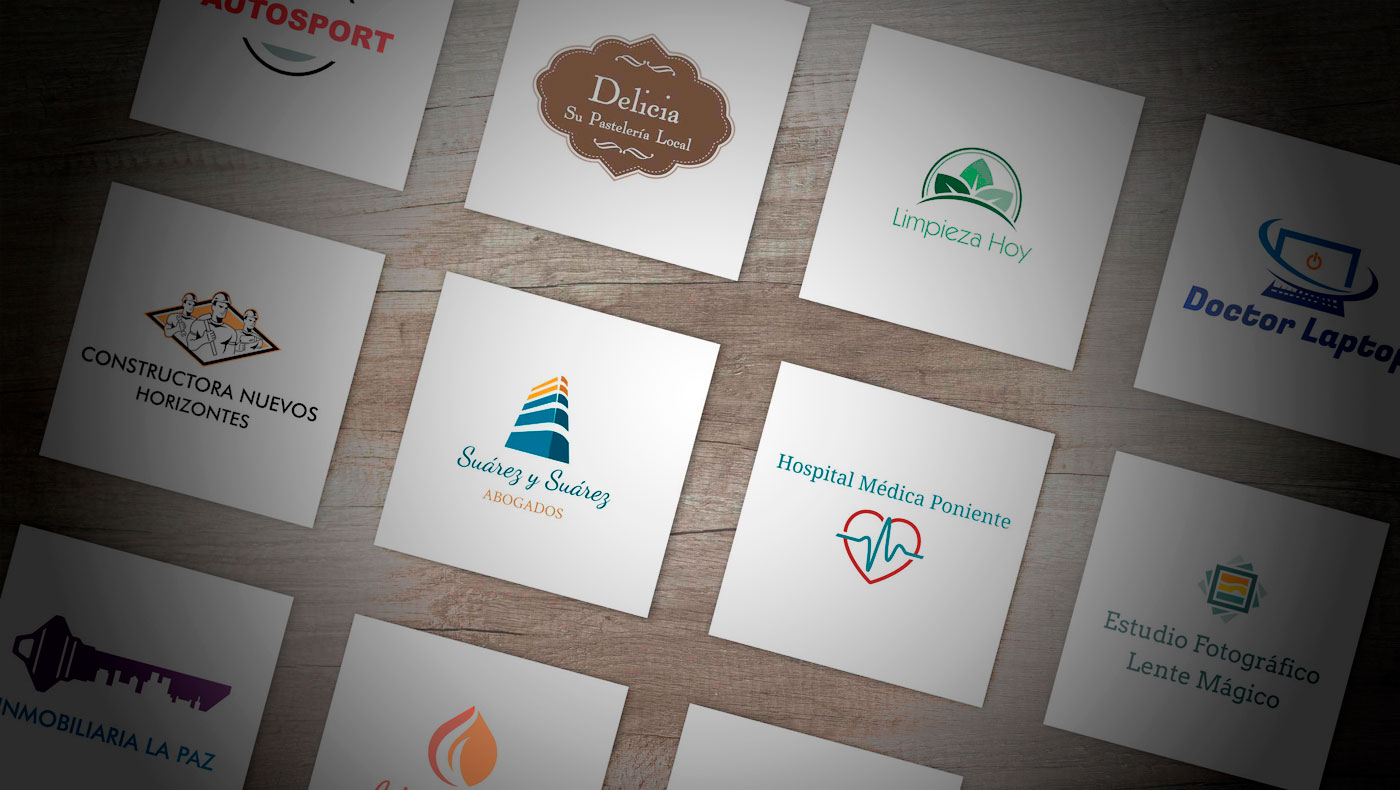 AUTOSPORT
Delicia
Su Pastelería Local
Limpieza Hoy
Doctor Laptop
CONSTRUCTORA NUEVOS
HORIZONTES
Suárez y Suárez
ABOGADOS
Hospital Médica Poniente
Estudio Fotográfico
Lente Mágico
INMOBILIARIA LA PAZ